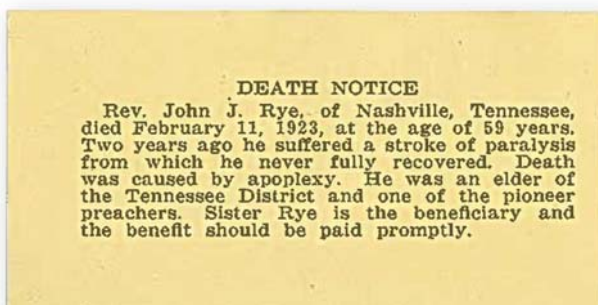 DEATH NOTICE
Rev. John J. Rye, of Nashville, Tennessee,
died February 11, 1923, at the age of 59 years.
Two years ago he suffered a stroke of paralysis
from which he never fully recovered. Death
was caused by apoplexy. He was an elder of
the Tennessee District and one of the pioneer
preachers. Sister Rye is the beneficiary and
the benefit should be paid promptly.